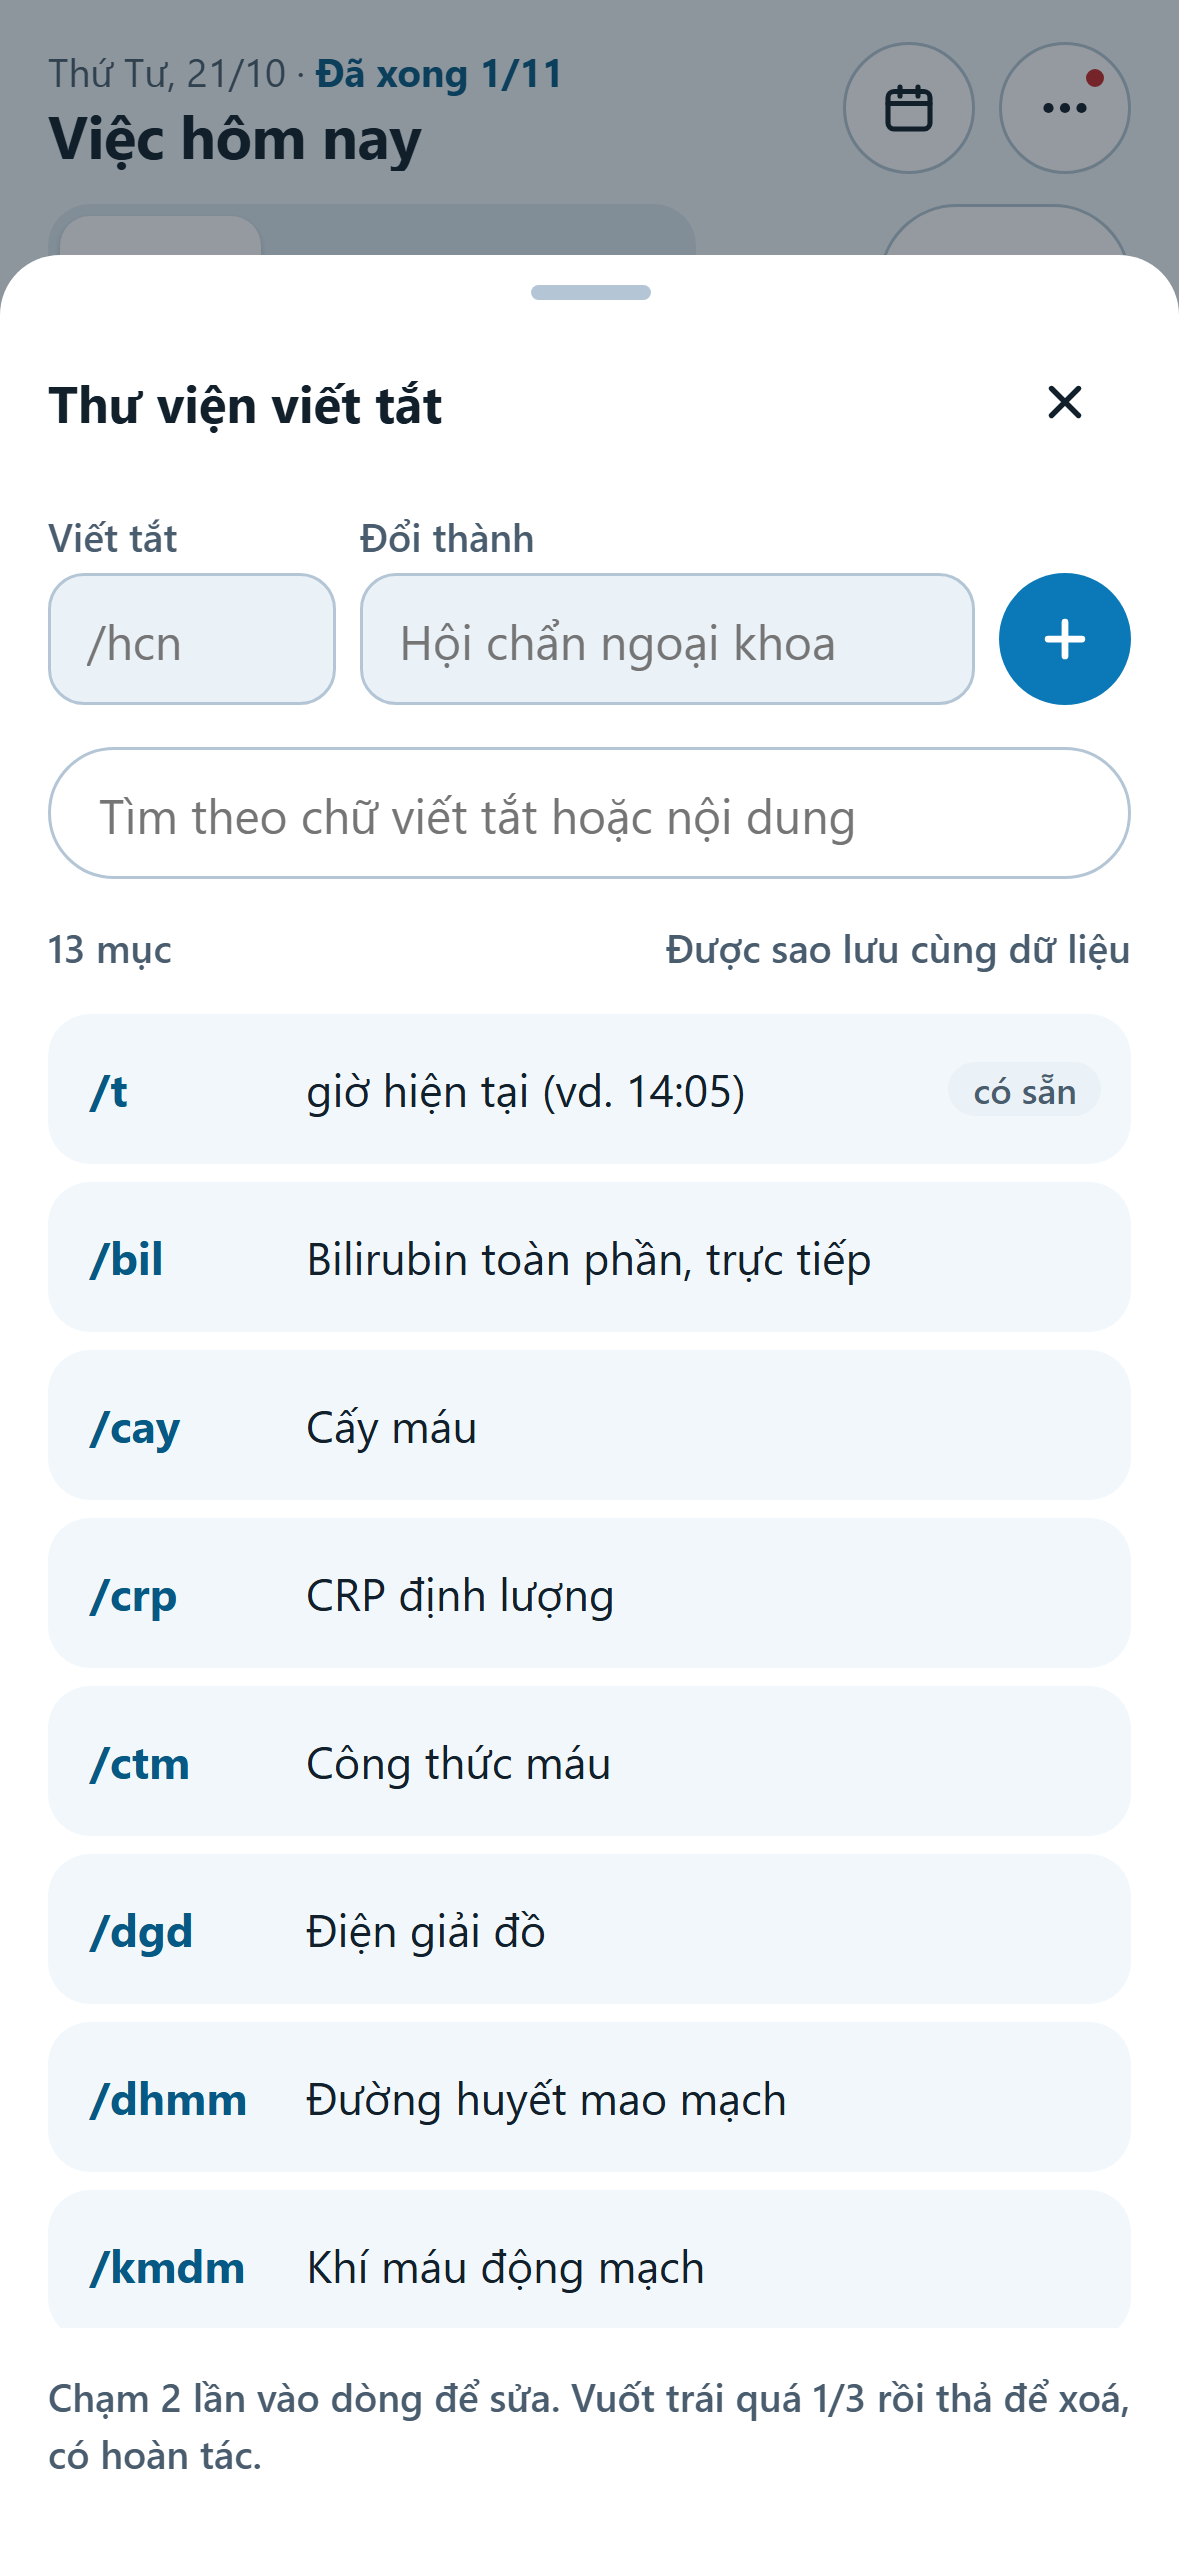 Thứ Tư, 21/10 · Đã xong 1/11
Việc hôm nay
Thư viện viết tắt
Viết tắt
Đổi thành
/hcn
Hội chẩn ngoại khoa
Tìm theo chữ viết tắt hoặc nội dung
13 mục
Được sao lưu cùng dữ liệu
/t giờ hiện tại (vd. 14:05) có sẵn
/bil Bilirubin toàn phần, trực tiếp
/cay Cấy máu
/crp CRP định lượng
/ctm Công thức máu
/dgd Điện giải đồ
/dhmm Đường huyết mao mạch
/kmdm Khí máu động mạch
Chạm 2 lần vào dòng để sửa. Vuốt trái quá 1/3 rồi thả để xoá,
có hoàn tác.